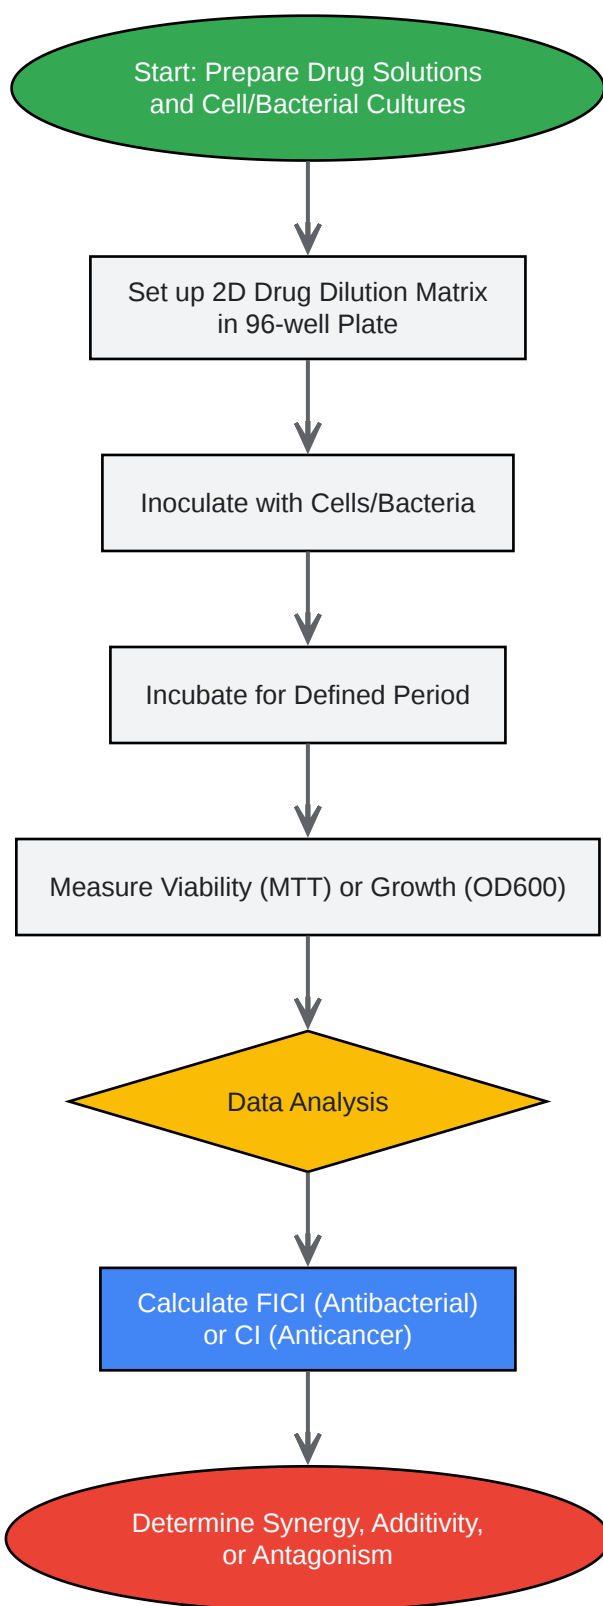 Start: Prepare Drug Solutions
and Cell/Bacterial Cultures
Set up 2D Drug Dilution Matrix
in 96-well Plate
Inoculate with Cells/Bacteria
Incubate for Defined Period
Measure Viability (MTT) or Growth (OD600)
Data Analysis
Calculate FICI (Antibacterial)
or CI (Anticancer)
Determine Synergy, Additivity,
or Antagonism